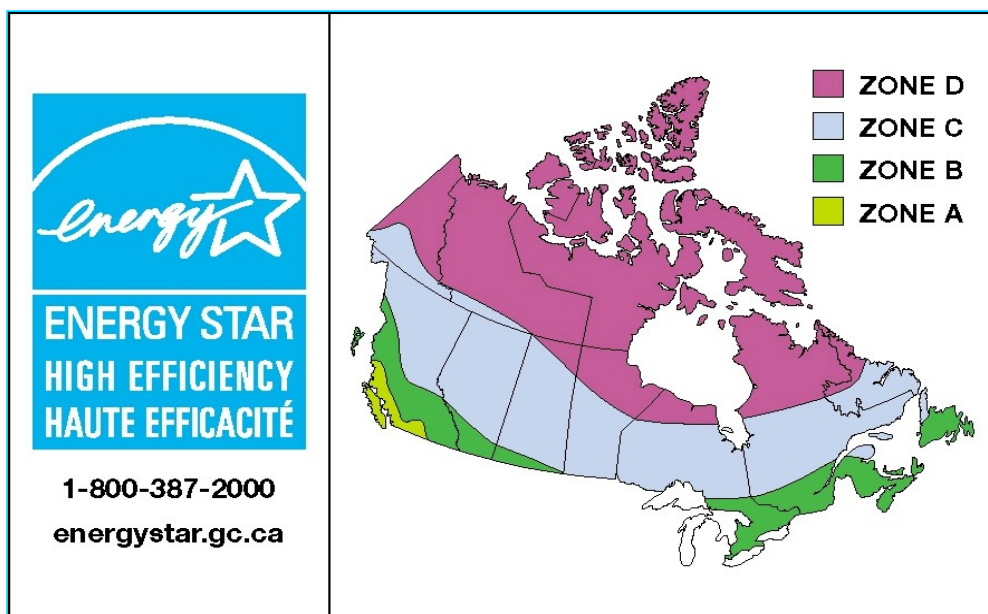 energy
ENERGY STAR
HIGH EFFICIENCY
HAUTE EFFICACITÉ
1-800-387-2000
energystar.gc.ca
ZONE D
ZONE C
ZONE B
ZONE A